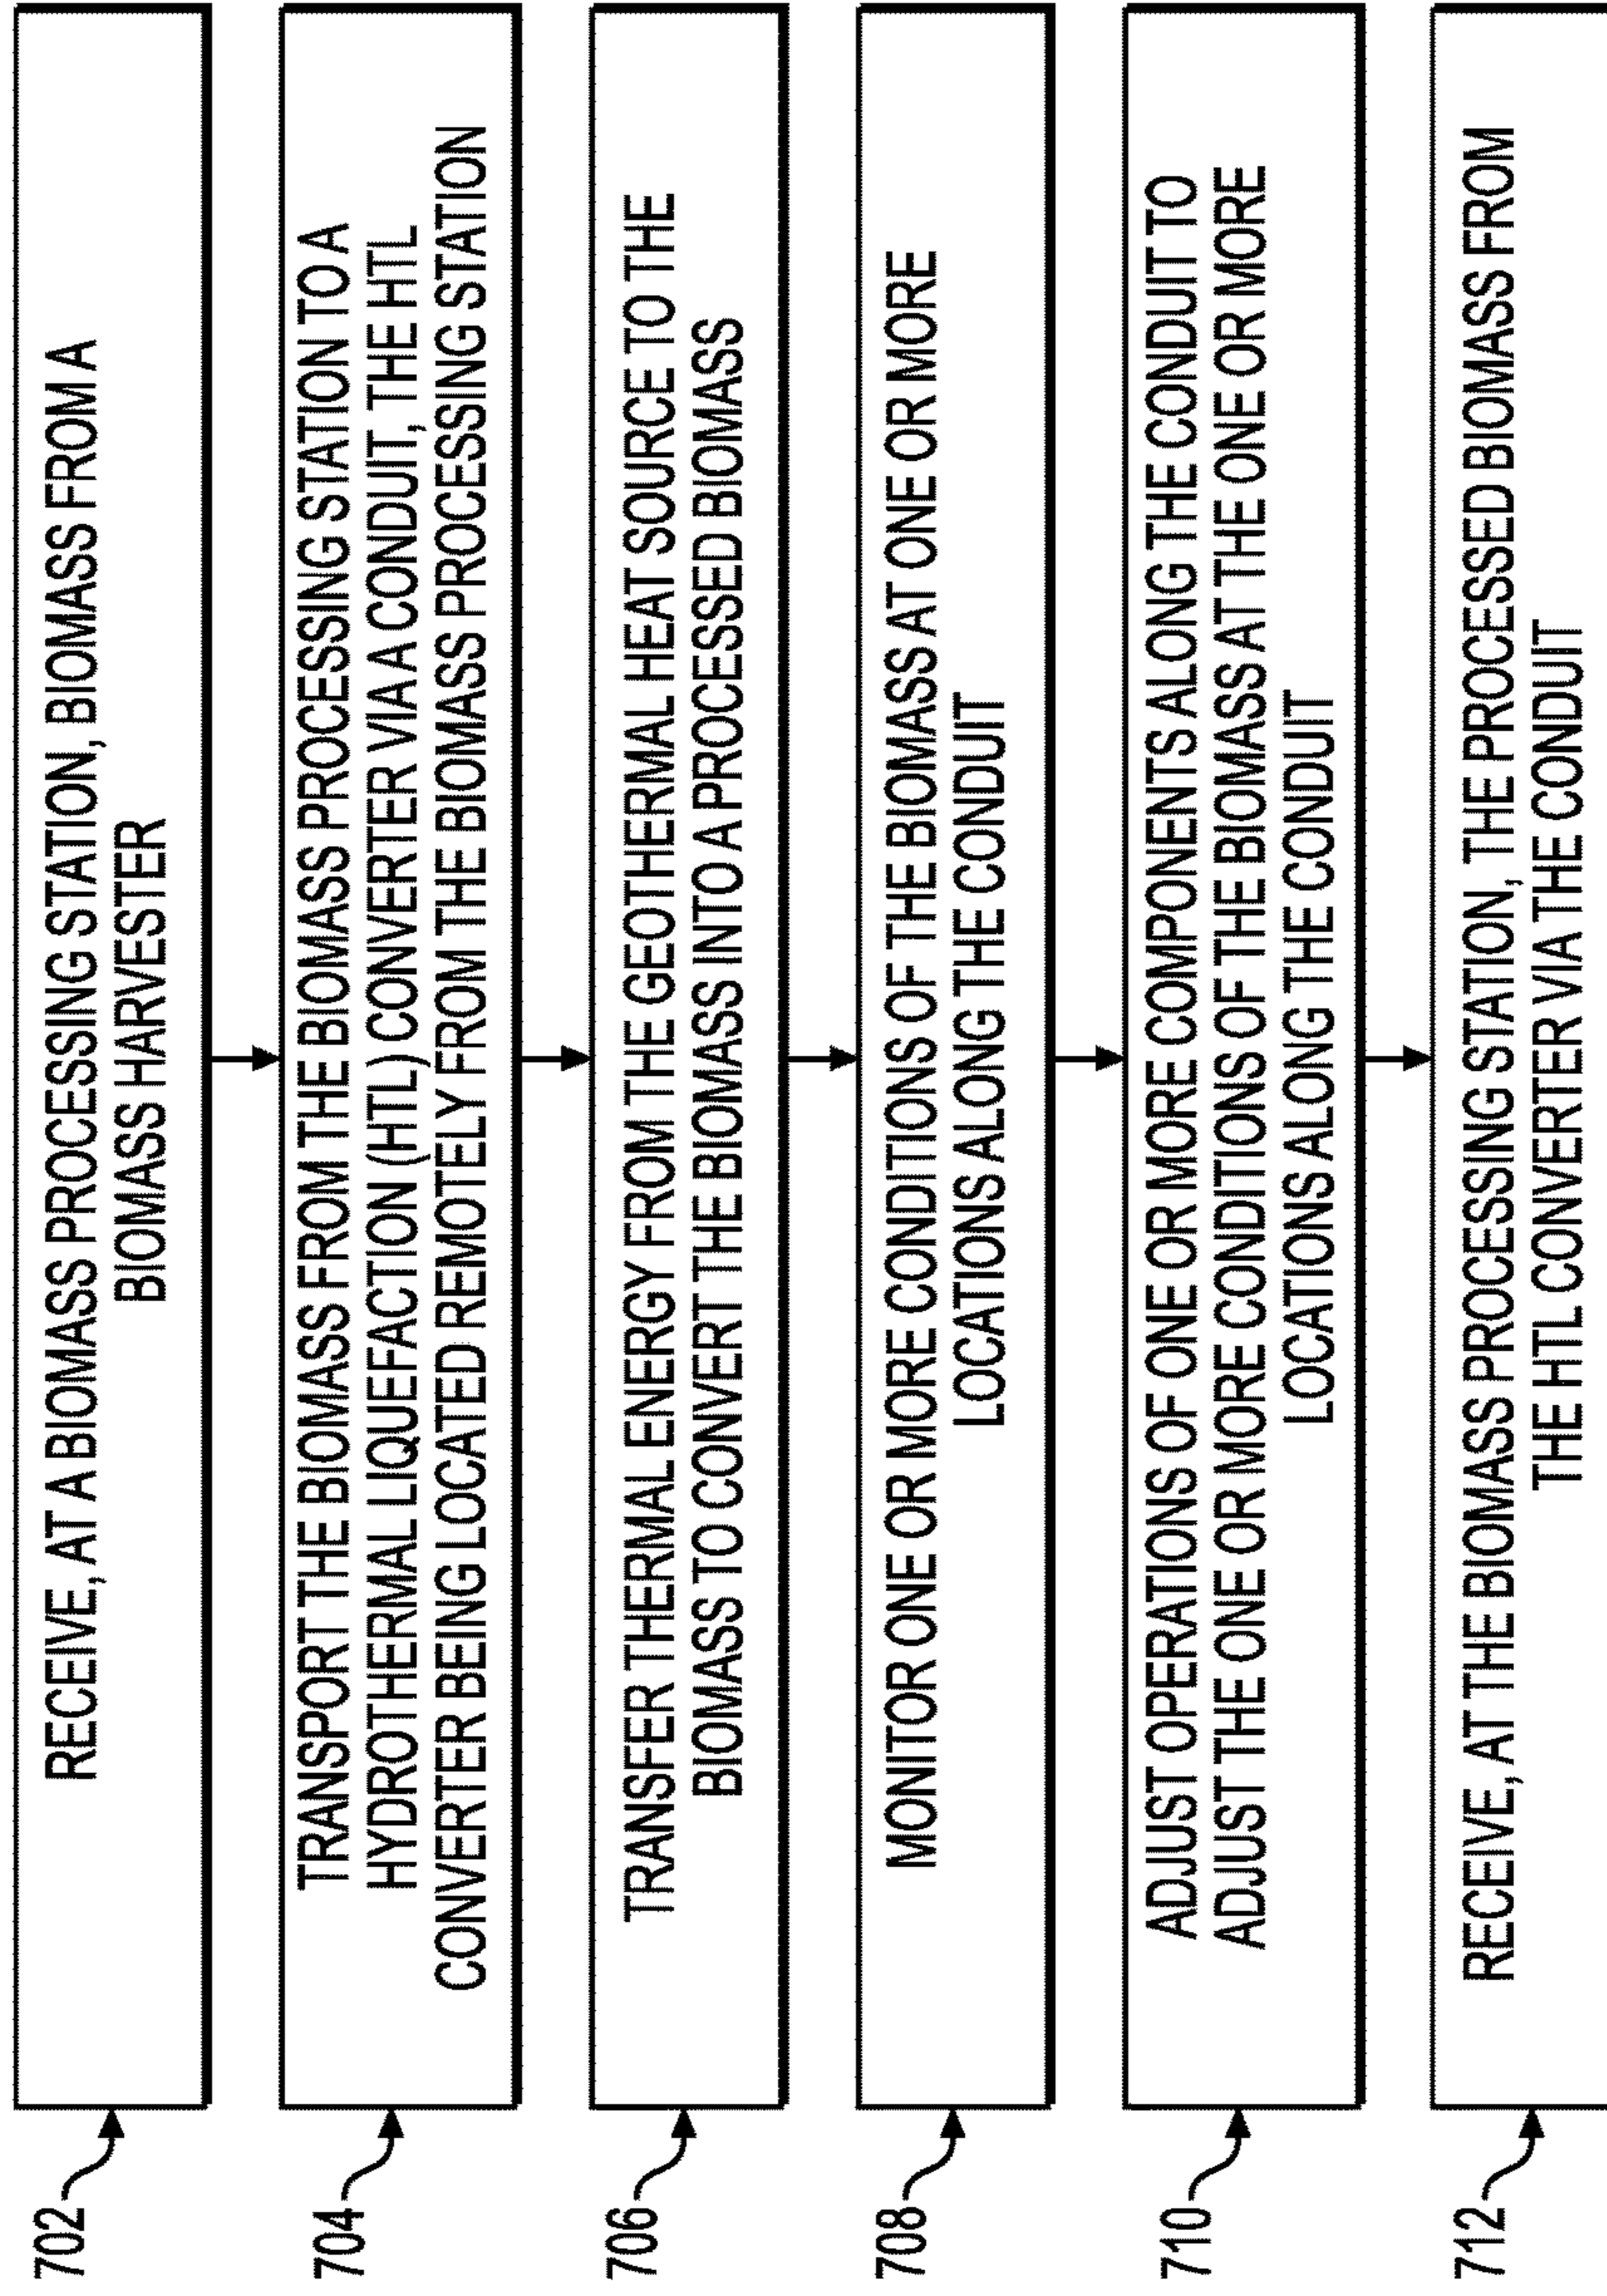 702
RECEIVE, AT A BIOMASS PROCESSING STATION, BIOMASS FROM A
BIOMASS HARVESTER
704
TRANSPORT THE BIOMASS FROM THE BIOMASS PROCESSING STATION TO A
HYDROTHERMAL LIQUEFACTION (HTL) CONVERTER VIA A CONDUIT, THE HTL
CONVERTER BEING LOCATED REMOTELY FROM THE BIOMASS PROCESSING STATION
706
TRANSFER THERMAL ENERGY FROM THE GEOTHERMAL HEAT SOURCE TO THE
BIOMASS TO CONVERT THE BIOMASS INTO A PROCESSED BIOMASS
708
MONITOR ONE OR MORE CONDITIONS OF THE BIOMASS AT ONE OR MORE
LOCATIONS ALONG THE CONDUIT
710
ADJUST OPERATIONS OF ONE OR MORE COMPONENTS ALONG THE CONDUIT TO
ADJUST THE ONE OR MORE CONDITIONS OF THE BIOMASS AT THE ONE OR MORE
LOCATIONS ALONG THE CONDUIT
712
RECEIVE, AT THE BIOMASS PROCESSING STATION, THE PROCESSED BIOMASS FROM
THE HTL CONVERTER VIA THE CONDUIT